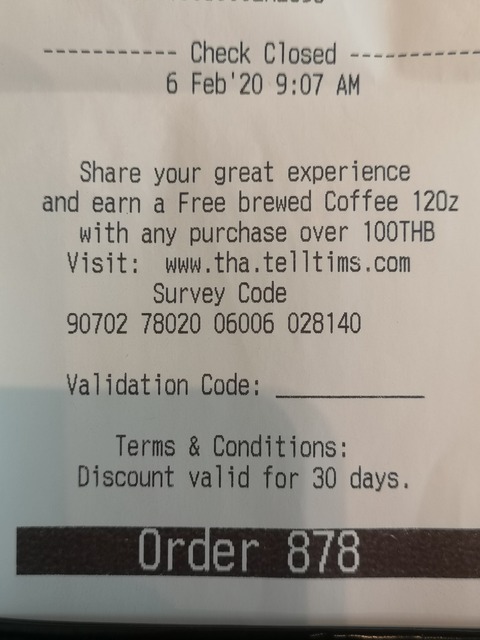 ----------- Check Closed -----------
6 Feb'20 9:07 AM
Share your great experience
and earn a Free brewed Coffee 12Oz
with any purchase over 100THB
Visit: www.tha.telltims.com
Survey Code
90702 78020 06006 028140
Validation Code: __________
Terms & Conditions:
Discount valid for 30 days.
Order 878